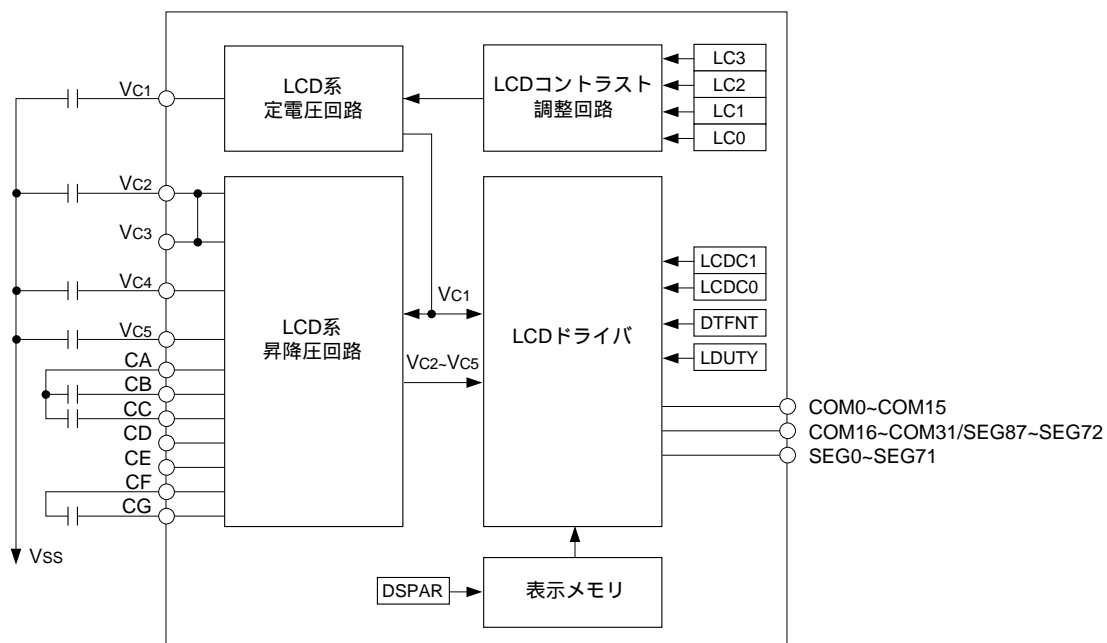 LCD系
定電圧回路
LCDコントラスト
調整回路
LC3
LC2
LC1
LC0
VC1
VC2
VC3
VC4
VC5
CA
CB
CC
CD
CE
CF
CG
VSS
LCD系
昇降圧回路
VC1
VC2~VC5
LCDドライバ
LCDC1
LCDC0
DTFNT
LDUTY
COM0~COM15
COM16~COM31/SEG87~SEG72
SEG0~SEG71
DSPAR
表示メモリ